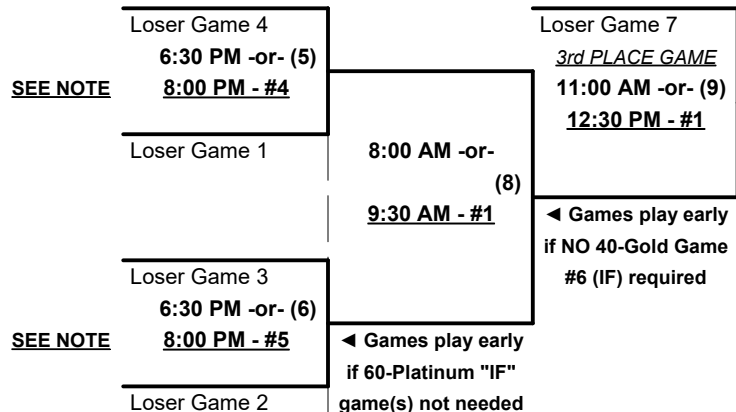 Loser Game 4
6:30 PM -or- (5)
SEE NOTE
8:00 PM - #4
Loser Game 1
Loser Game 3
6:30 PM -or- (6)
SEE NOTE
8:00 PM - #5
Loser Game 2
8:00 AM -or-
(8)
9:30 AM - #1
◄ Games play early
if 60-Platinum "IF"
game(s) not needed
Loser Game 7
3rd PLACE GAME
11:00 AM -or- (9)
12:30 PM - #1
◄ Games play early
if NO 40-Gold Game
#6 (IF) required